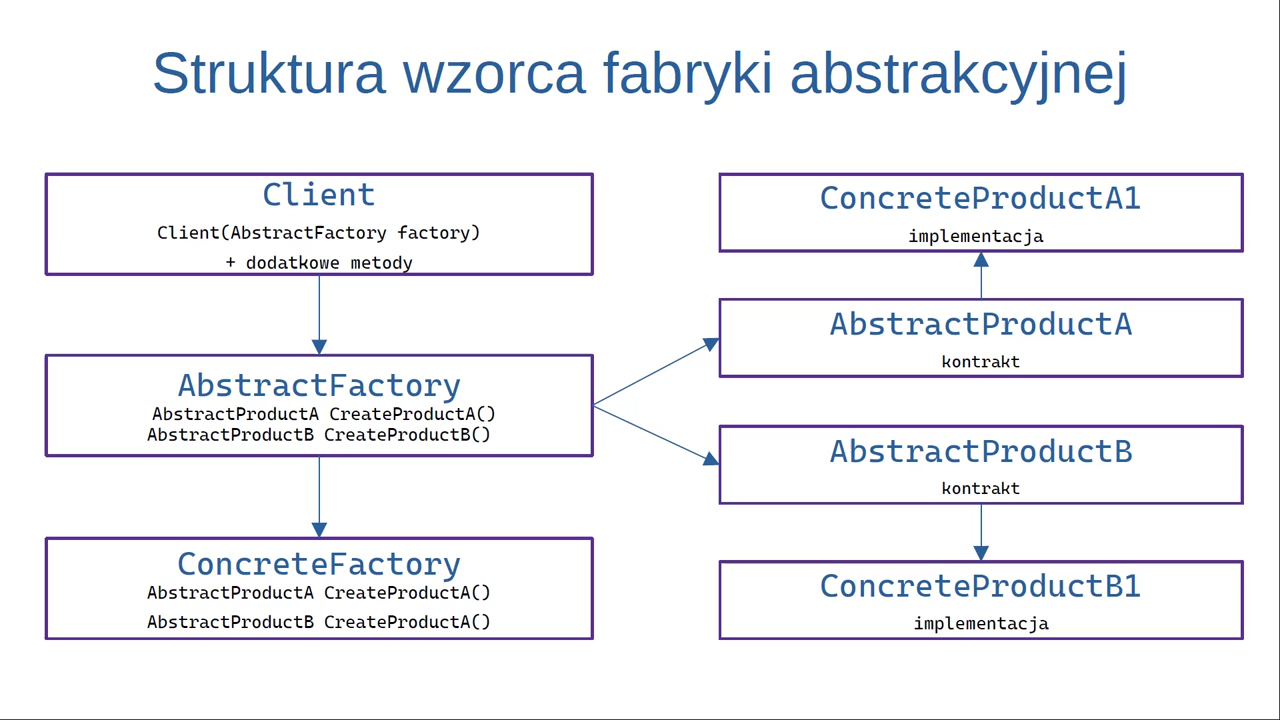 Struktura wzorca fabryki abstrakcyjnej
Client
Client(AbstractFactory factory)
+ dodatkowe metody
AbstractFactory
AbstractProductA CreateProductA()
AbstractProductB CreateProductB()
ConcreteFactory
AbstractProductA CreateProductA()
AbstractProductB CreateProductA()
ConcreteProductA1
implementacja
AbstractProductA
kontrakt
AbstractProductB
kontrakt
ConcreteProductB1
implementacja